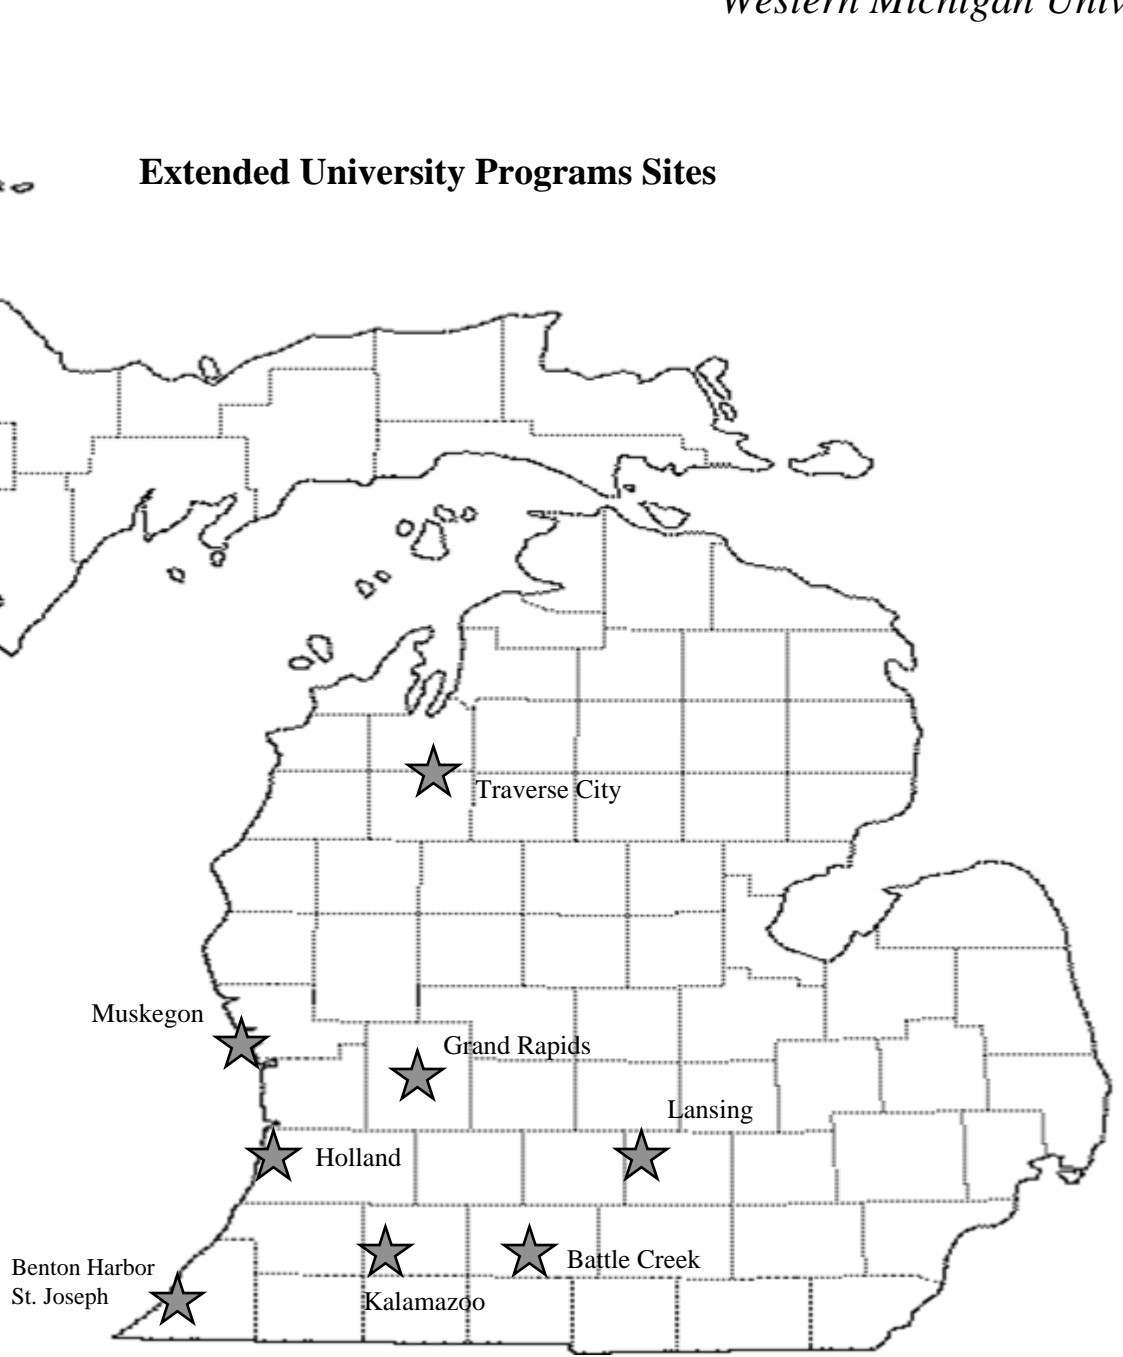 Western Michigan
Extended University Programs Sites
Traverse City
Muskegon
Grand Rapids
Lansing
Holland
Benton Harbor
St. Joseph
Battle Creek
Kalamazoo